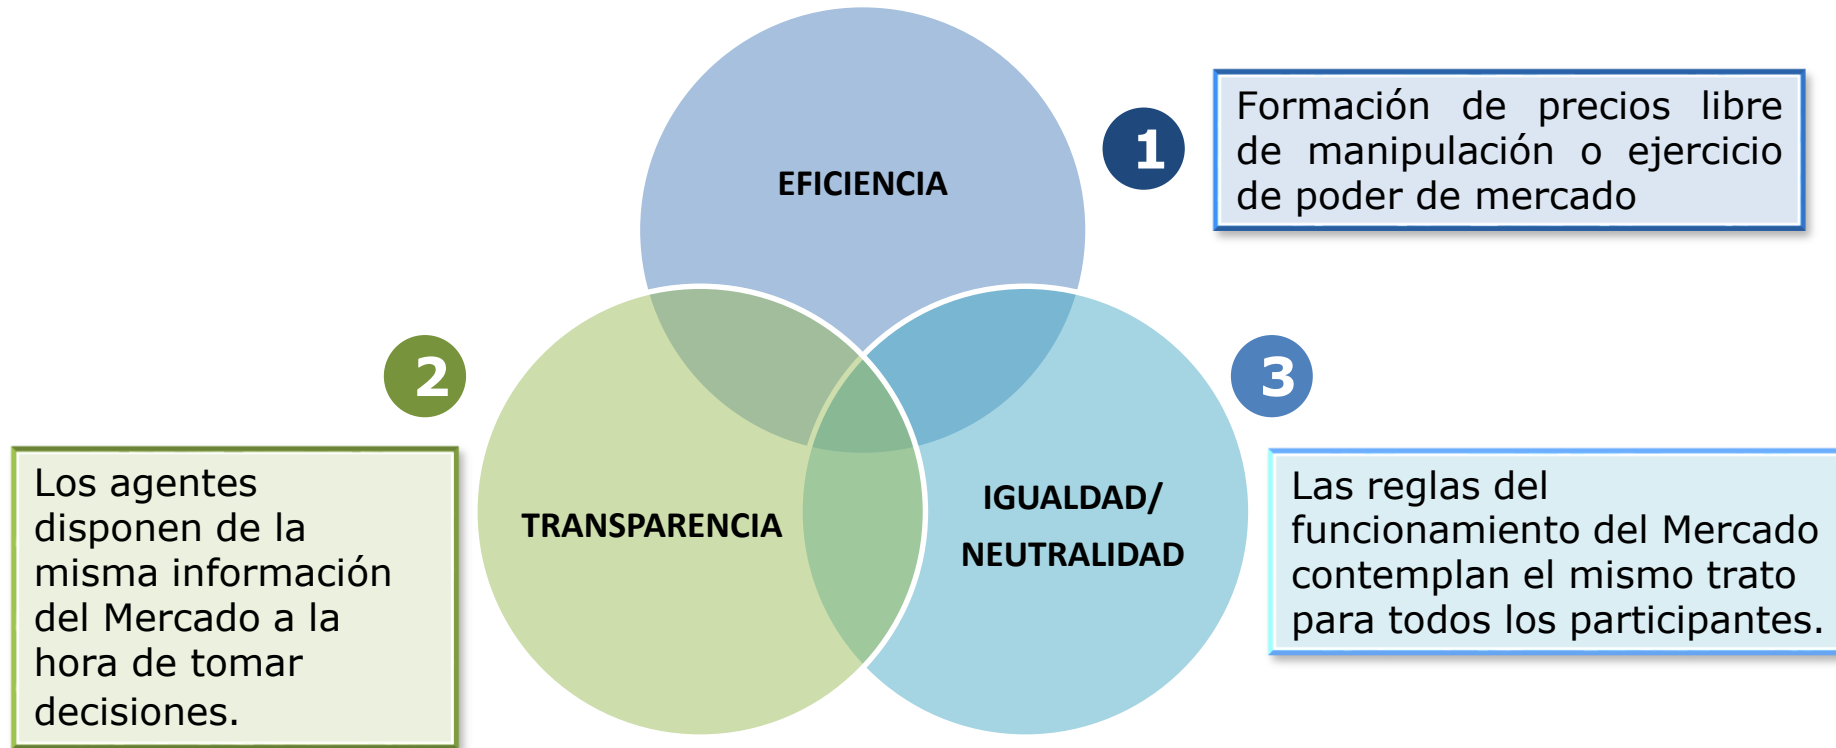 EFICIENCIA
1
Formación de precios libre
de manipulación o ejercicio
de poder de mercado
2
Los agentes
disponen de la
misma información
del Mercado a la
hora de tomar
decisiones.
TRANSPARENCIA
IGUALDAD/
NEUTRALIDAD
3
Las reglas del
funcionamiento del Mercado
contemplan el mismo trato
para todos los participantes.